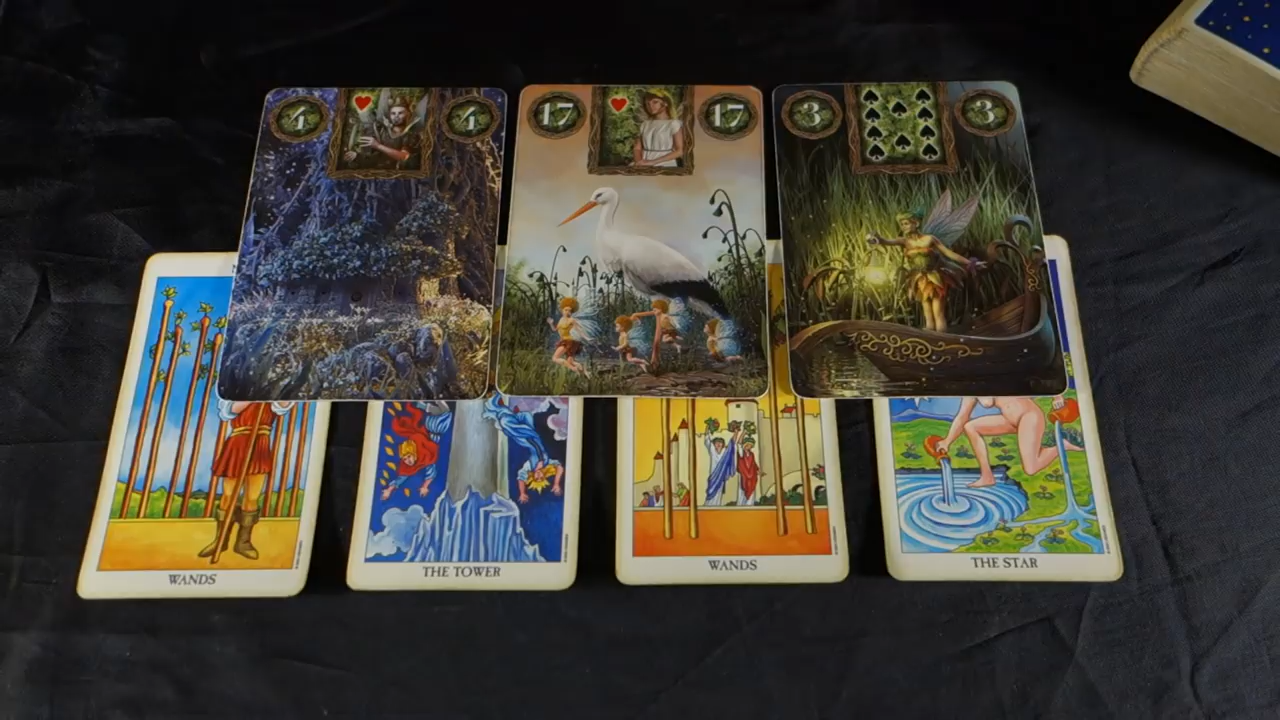 4 4
17 17
3 3
WANDS
THE TOWER
WANDS
THE STAR